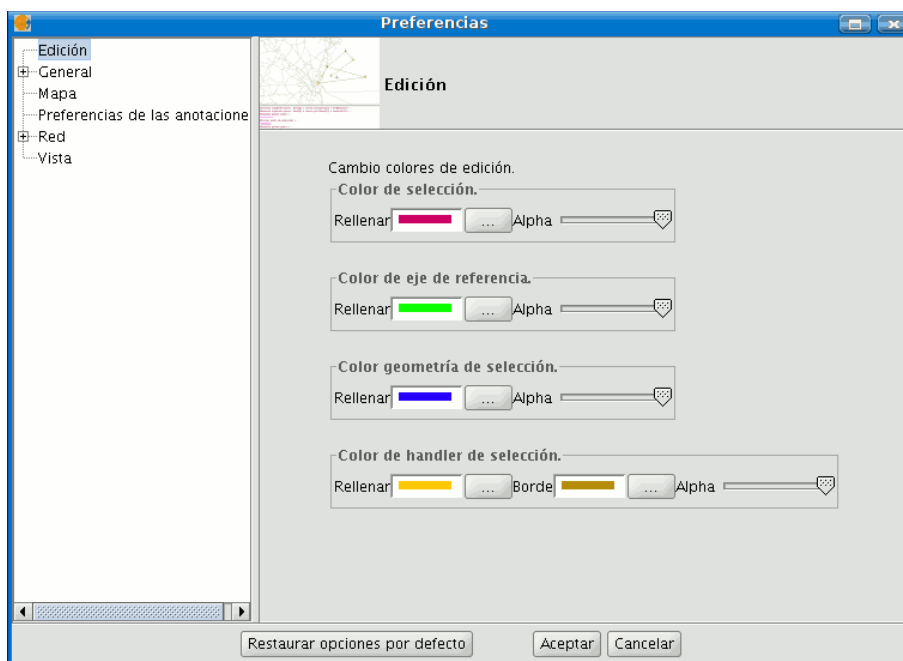 Preferencias
Edición
General
Mapa
Preferencias de las anotacione
Red
Vista
Edición
Cambio colores de edición.
Color de selección.
Rellenar ... Alpha
Color de eje de referencia.
Rellenar ... Alpha
Color geometría de selección.
Rellenar ... Alpha
Color de handler de selección.
Rellenar ... Borde ... Alpha
Restaurar opciones por defecto Aceptar Cancelar